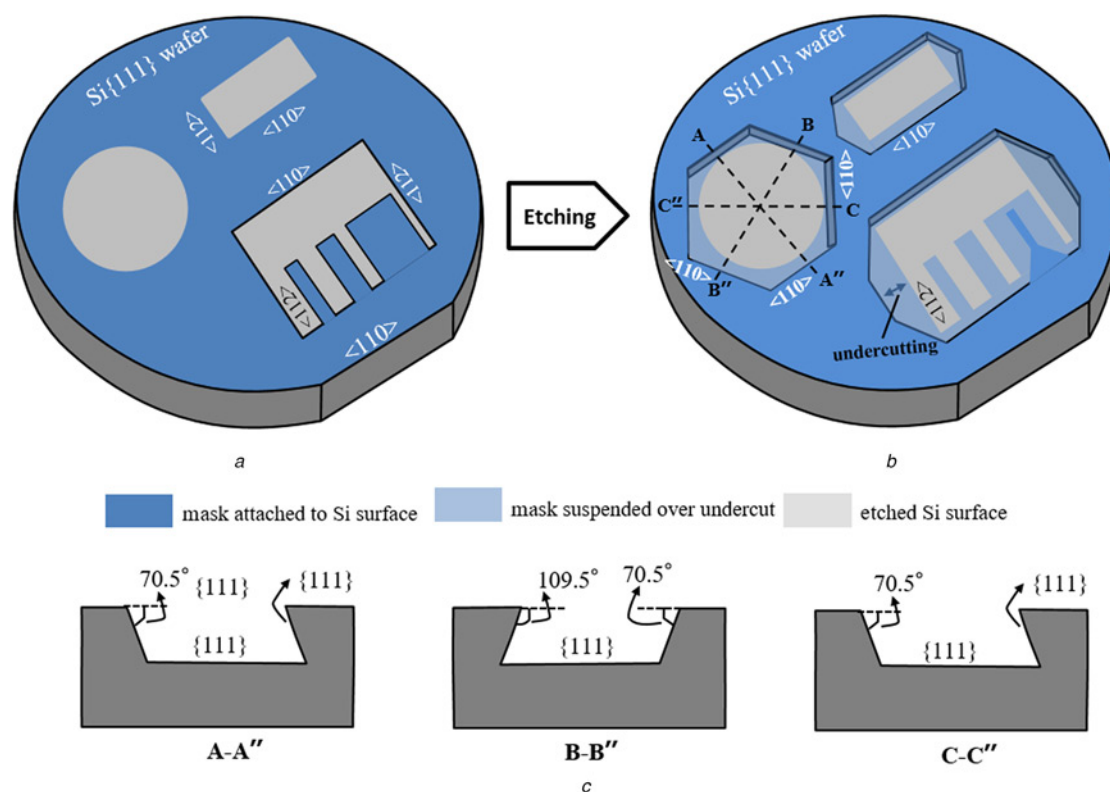 a
b
Si{111} wafer
<112>
<110>
<110>
<112>
<112>
<110>
Etching
Si{111} wafer
<110>
A
B
<110>
C″
C
<110>
B″
<110>
A″
<112>
undercutting
mask attached to Si surface
mask suspended over undercut
etched Si surface
70.5°
{111}
{111}
{111}
A-A″
109.5°
70.5°
{111}
B-B″
70.5°
{111}
{111}
C-C″
c